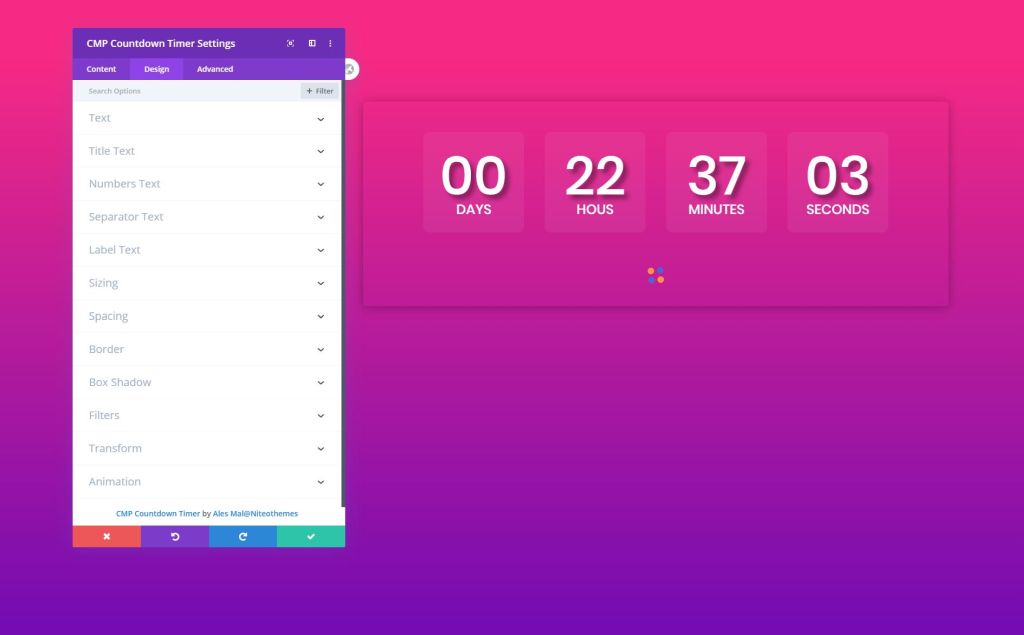 CMP Countdown Timer Settings
Content Design Advanced
Search Options + Filter
Text
Title Text
Numbers Text
Separator Text
Label Text
Sizing
Spacing
Border
Box Shadow
Filters
Transform
Animation
CMP Countdown Timer by Ales Mal@Niteothemes
00 22 37 03
DAYS HOUS MINUTES SECONDS